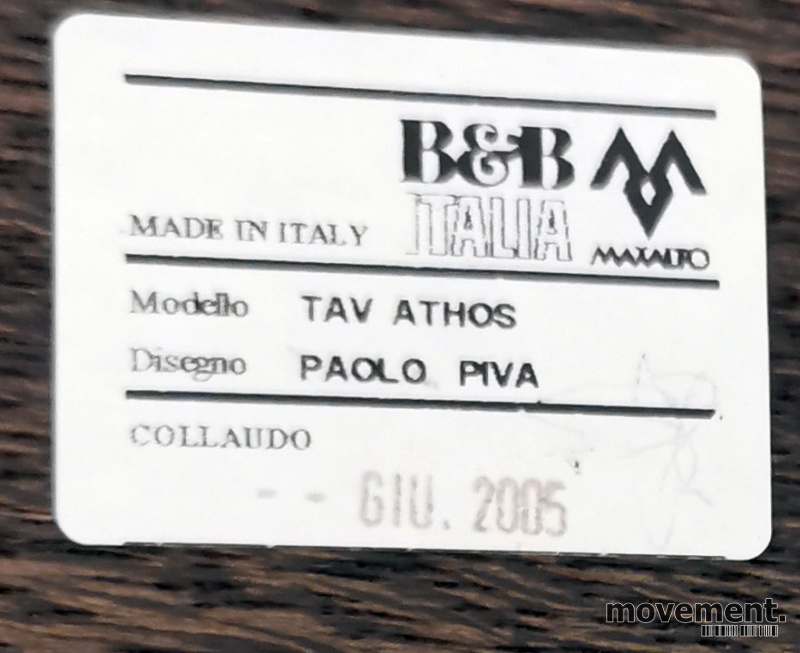 B&B
ITALIA
MADE IN ITALY
MAXALTO
Modello TAV ATHOS
Disegno PAOLO PIVA
COLLAUDO
- - GIU. 2005
movement.